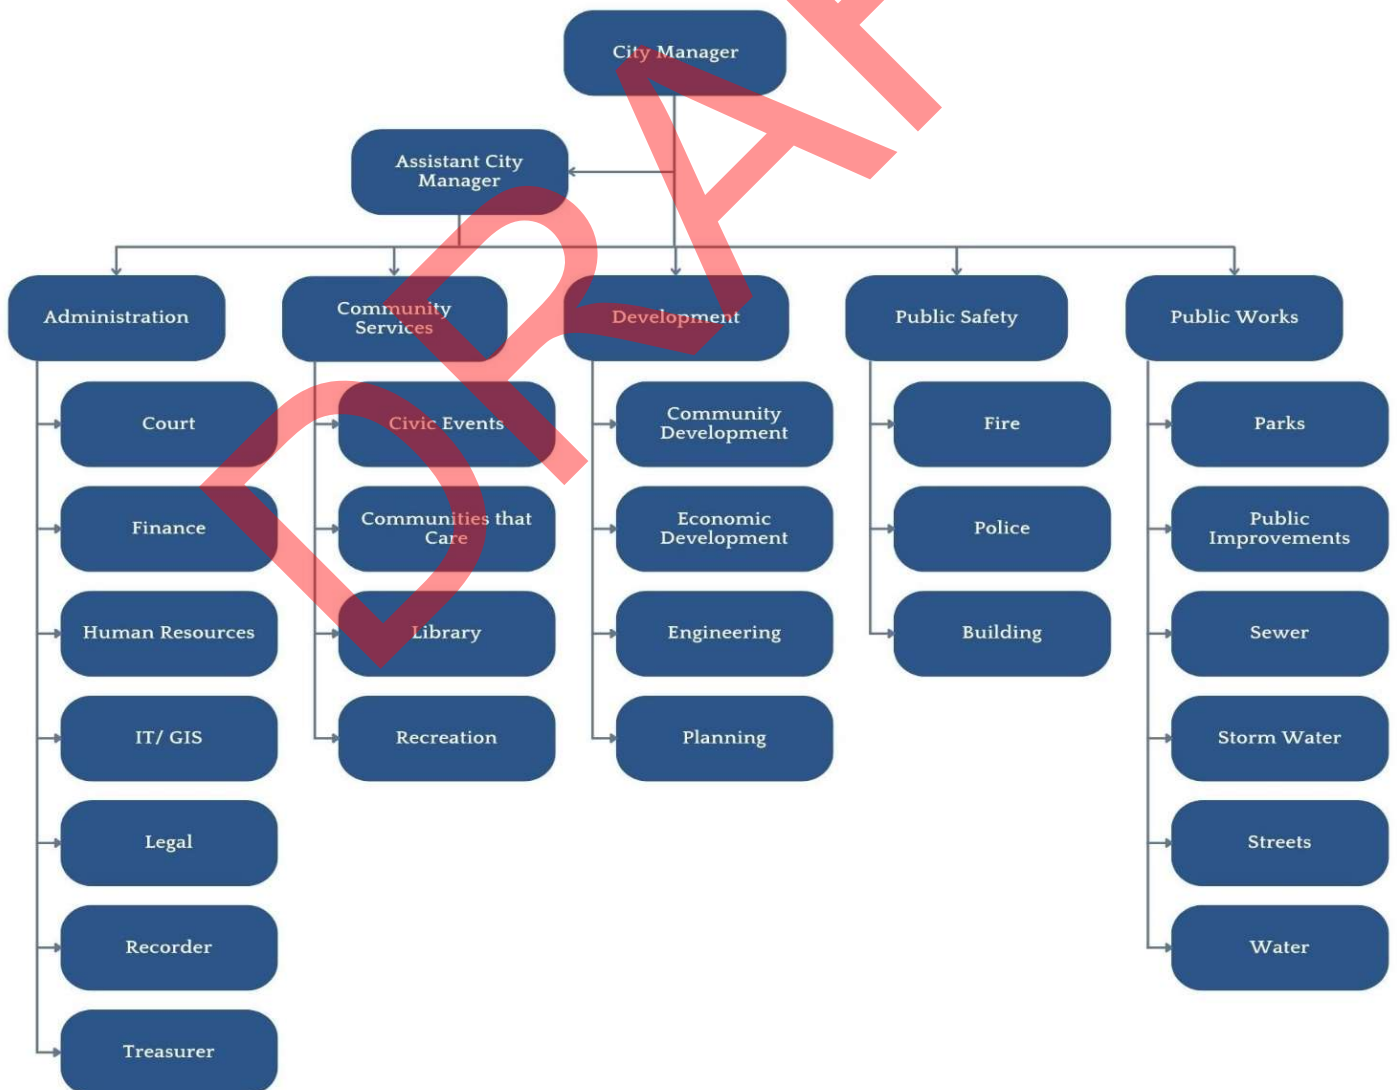 City Manager
Assistant City
Manager
Administration
Community
Services
Development
Public Safety
Public Works
Court
Finance
Human Resources
IT/ GIS
Legal
Recorder
Treasurer
Civic Events
Communities that
Care
Library
Recreation
Community
Development
Economic
Development
Engineering
Planning
Fire
Police
Building
Parks
Public
Improvements
Sewer
Storm Water
Streets
Water
DRA